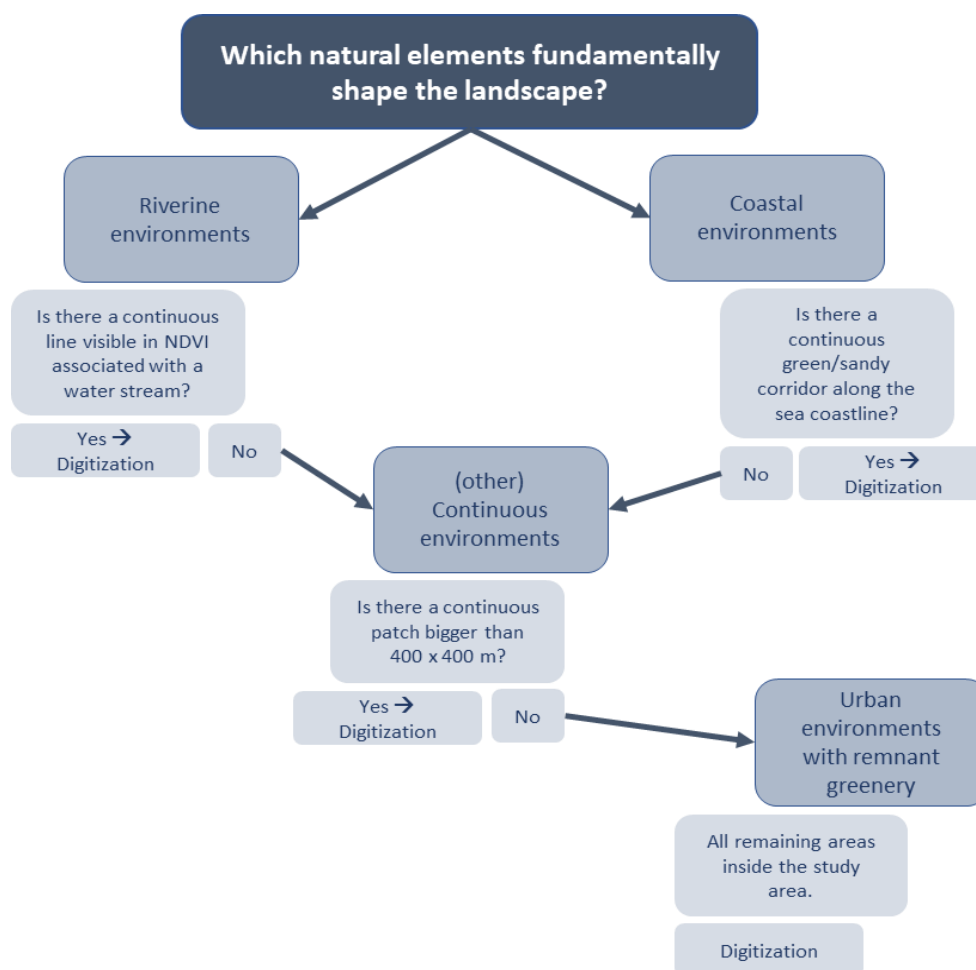 Which natural elements fundamentally
shape the landscape?
Riverine
environments
Coastal
environments
Is there a continuous
line visible in NDVI
associated with a
water stream?
Is there a
continuous
green/sandy
corridor along the
sea coastline?
Yes →
Digitization
No
No
Yes →
Digitization
(other)
Continuous
environments
Is there a continuous
patch bigger than
400 x 400 m?
Yes →
Digitization
No
Urban
environments
with remnant
greenery
All remaining areas
inside the study
area.
Digitization